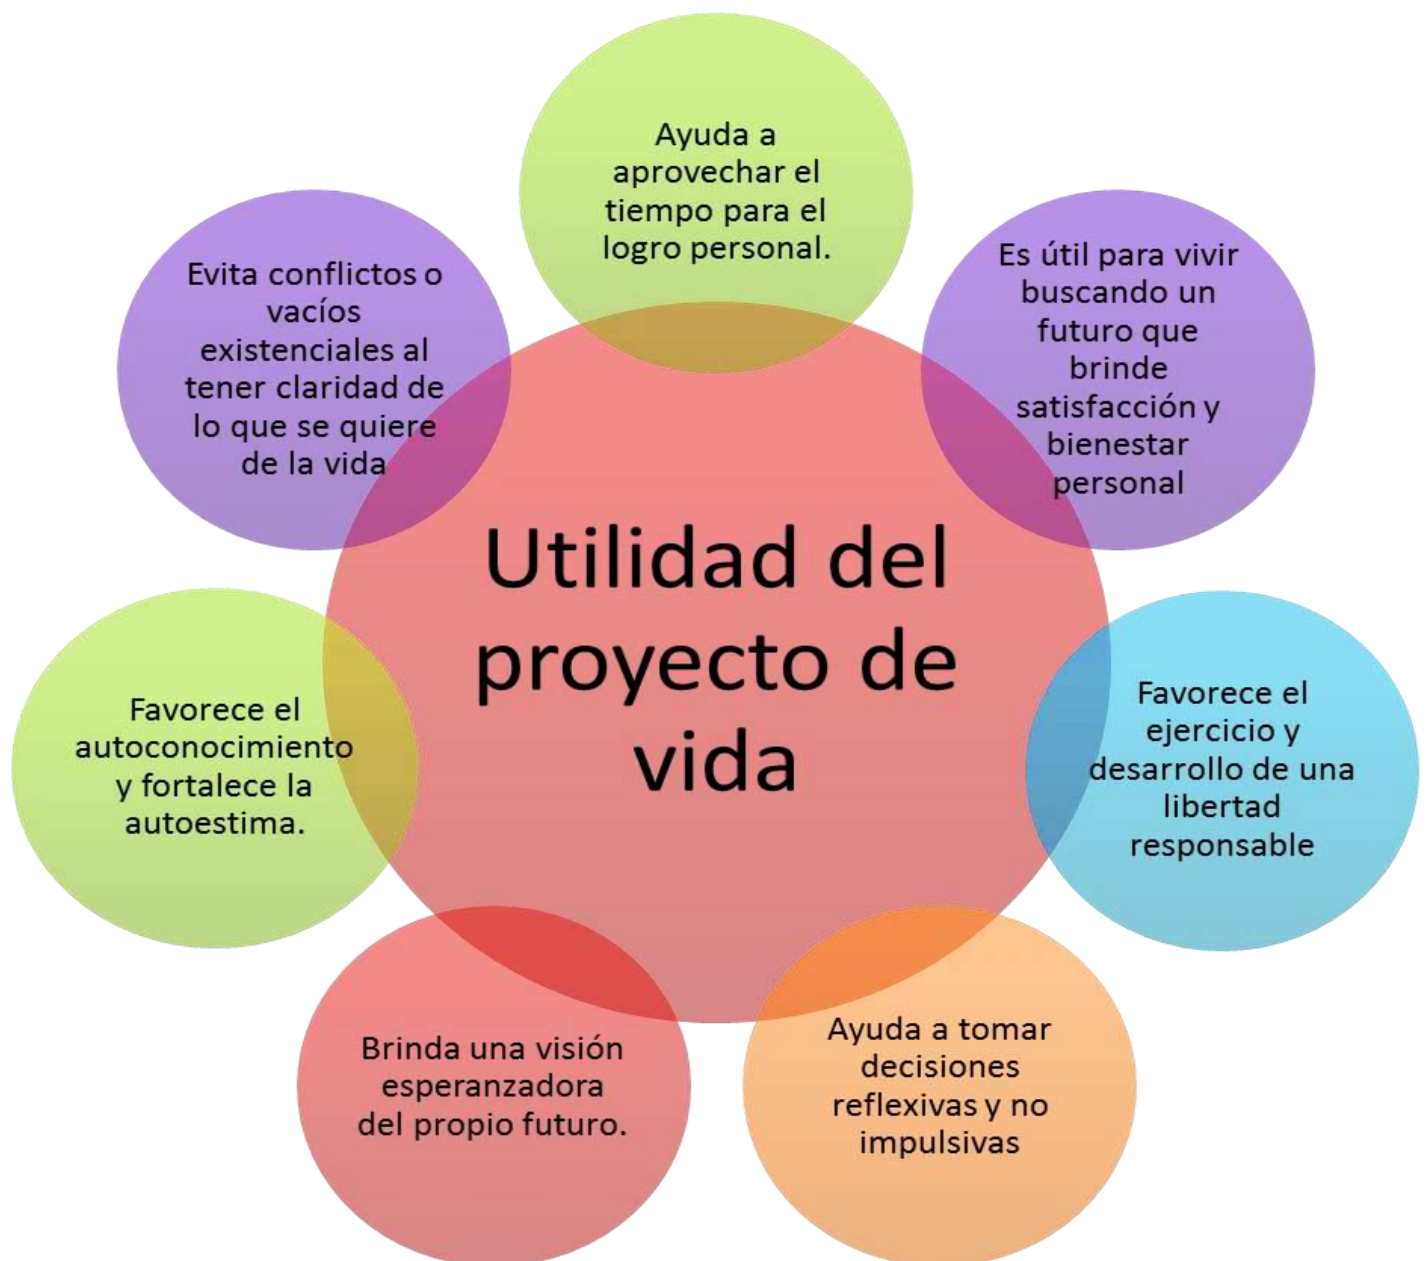 Ayuda a
aprovechar el
tiempo para el
logro personal.
Es útil para vivir
buscando un
futuro que
brinde
satisfacción y
bienestar
personal
Favorece el
ejercicio y
desarrollo de una
libertad
responsable
Ayuda a tomar
decisiones
reflexivas y no
impulsivas
Brinda una visión
esperanzadora
del propio futuro.
Favorece el
autoconocimiento
y fortalece la
autoestima.
Evita conflictos o
vacíos
existenciales al
tener claridad de
lo que se quiere
de la vida
Utilidad del
proyecto de
vida